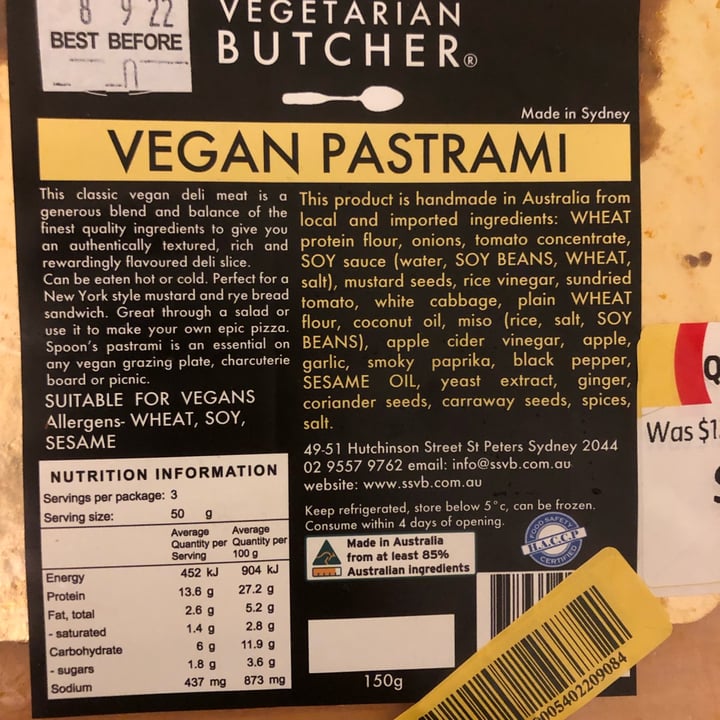 8 9 22
BEST BEFORE
VEGETARIAN
BUTCHER®
Made in Sydney
VEGAN PASTRAMI
This classic vegan deli meat is a
generous blend and balance of the
finest quality ingredients to give you
an authentically textured, rich and
rewardingly flavoured deli slice.
Can be eaten hot or cold. Perfect for a
New York style mustard and rye bread
sandwich. Great through a salad or
use it to make your own epic pizza.
Spoon's pastrami is an essential on
any vegan grazing plate, charcuterie
board or picnic.
SUITABLE FOR VEGANS
Allergens- WHEAT, SOY,
SESAME
This product is handmade in Australia from
local and imported ingredients: WHEAT
protein flour, onions, tomato concentrate,
SOY sauce (water, SOY BEANS, WHEAT,
salt), mustard seeds, rice vinegar, sundried
tomato, white cabbage, plain WHEAT
flour, coconut oil, miso (rice, salt, SOY
BEANS), apple cider vinegar, apple,
garlic, smoky paprika, black pepper,
SESAME OIL, yeast extract, ginger,
coriander seeds, carraway seeds, spices,
salt.
49-51 Hutchinson Street St Peters Sydney 2044
02 9557 9762 email: info@ssvb.com.au
website: www.ssvb.com.au
Keep refrigerated, store below 5°c, can be frozen.
Consume within 4 days of opening.
NUTRITION INFORMATION
Servings per package: 3
Serving size: 50 g
Average Quantity per Serving Average Quantity per 100 g
Energy 452 kJ 904 kJ
Protein 13.6 g 27.2 g
Fat, total 2.6 g 5.2 g
- saturated 1.4 g 2.8 g
Carbohydrate 6 g 11.9 g
- sugars 1.8 g 3.6 g
Sodium 437 mg 873 mg
Made in Australia
from at least 85%
Australian ingredients
FOOD SAFETY
H.A.C.C.P
CERTIFIED
150g
Was $1
005402209084